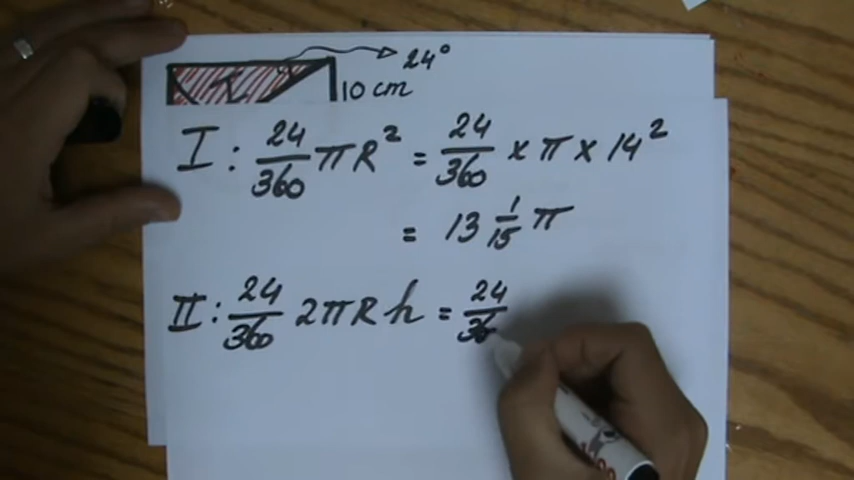 24°
I 10 cm
I : 24/360 πR² = 24/360 × π × 14²
= 13 1/15 π
II : 24/360 2πRh = 24/36